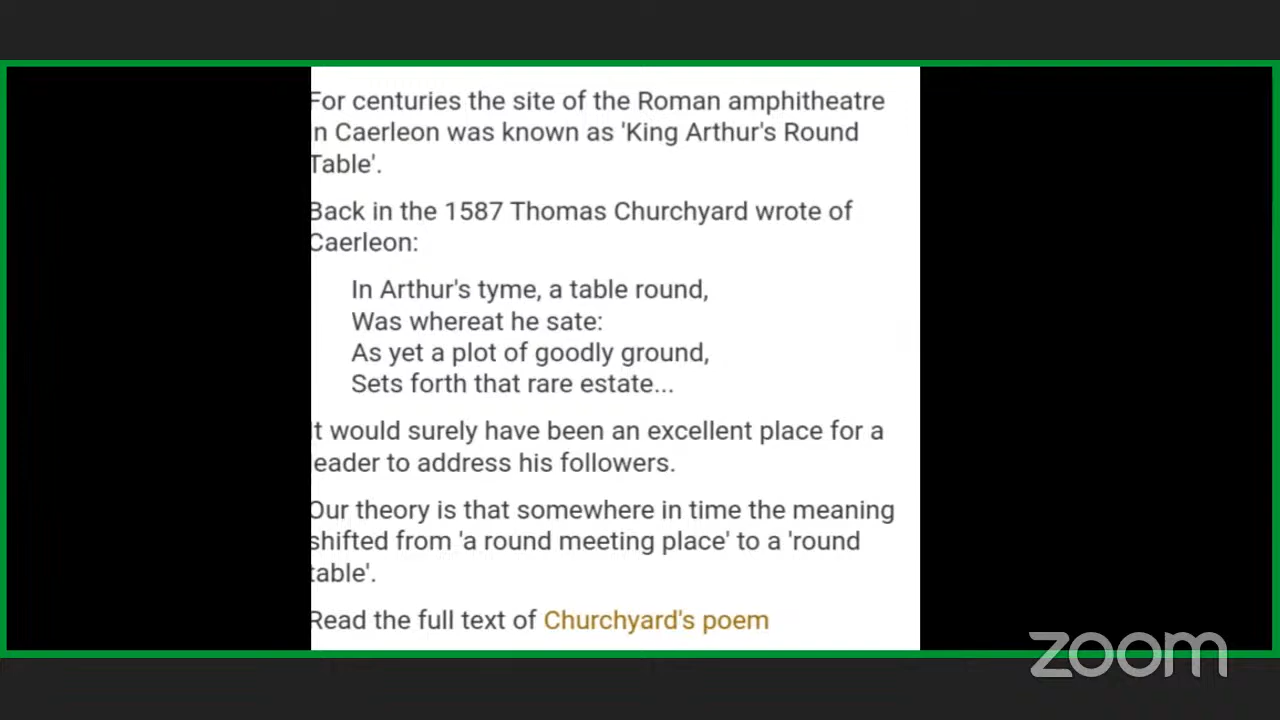 For centuries the site of the Roman amphitheatre
in Caerleon was known as 'King Arthur's Round
Table'.
Back in the 1587 Thomas Churchyard wrote of
Caerleon:
In Arthur's tyme, a table round,
Was whereat he sate:
As yet a plot of goodly ground,
Sets forth that rare estate...
It would surely have been an excellent place for a
leader to address his followers.
Our theory is that somewhere in time the meaning
shifted from 'a round meeting place' to a 'round
table'.
Read the full text of Churchyard's poem
zoom